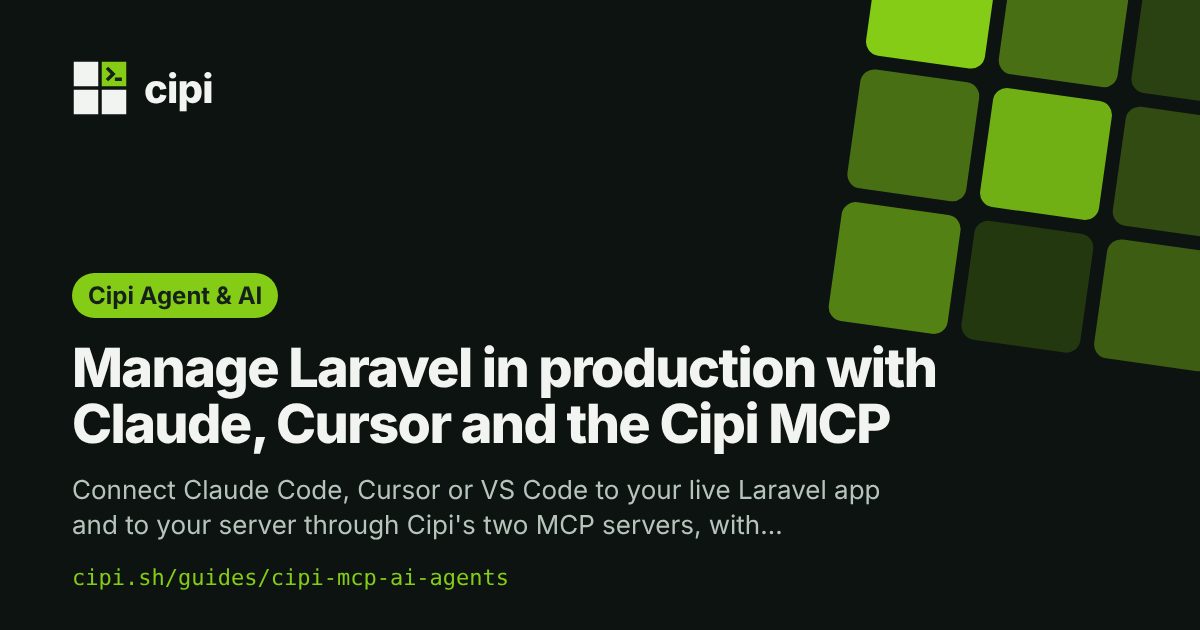 cipi
Cipi Agent & AI
Manage Laravel in production with
Claude, Cursor and the Cipi MCP
Connect Claude Code, Cursor or VS Code to your live Laravel app
and to your server through Cipi's two MCP servers, with...
cipi.sh/guides/cipi-mcp-ai-agents